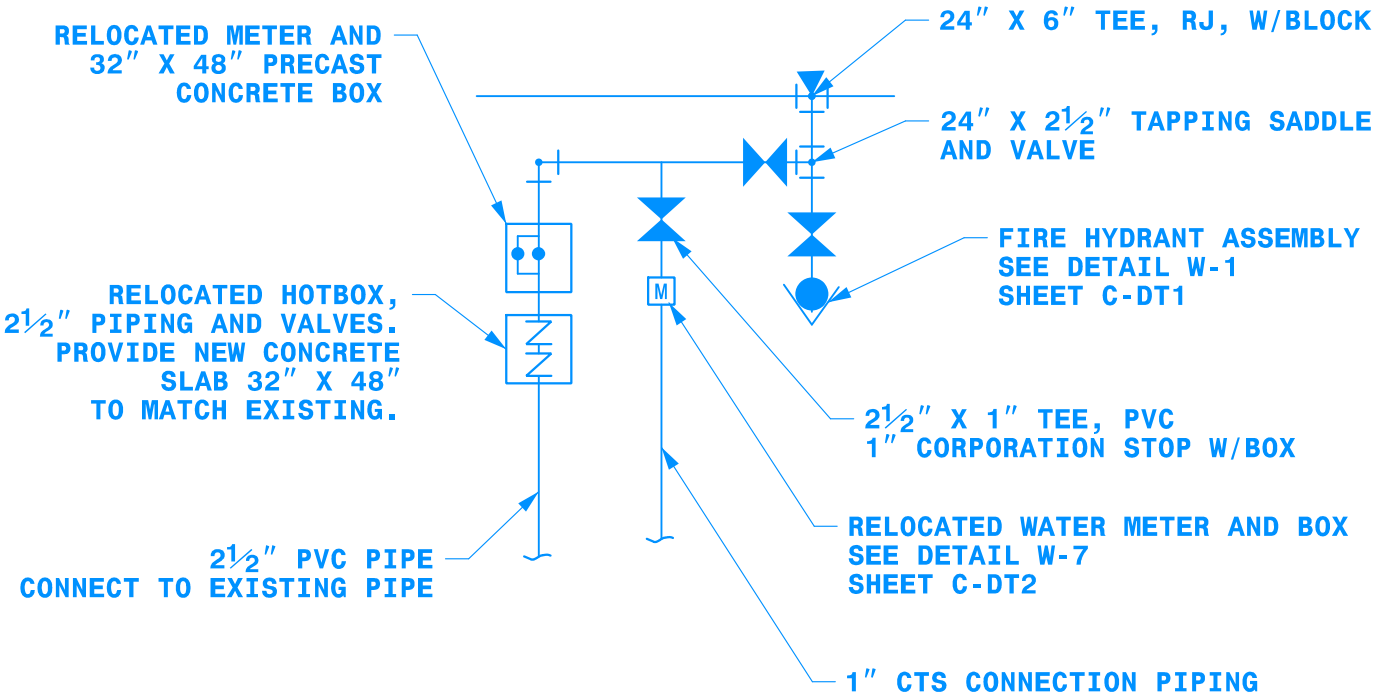 RELOCATED METER AND
32" X 48" PRECAST
CONCRETE BOX
24" X 6" TEE, RJ, W/BLOCK
24" X 2½" TAPPING SADDLE
AND VALVE
FIRE HYDRANT ASSEMBLY
SEE DETAIL W-1
SHEET C-DT1
RELOCATED HOTBOX,
2½" PIPING AND VALVES.
PROVIDE NEW CONCRETE
SLAB 32" X 48"
TO MATCH EXISTING.
M
2½" X 1" TEE, PVC
1" CORPORATION STOP W/BOX
RELOCATED WATER METER AND BOX
SEE DETAIL W-7
SHEET C-DT2
2½" PVC PIPE
CONNECT TO EXISTING PIPE
1" CTS CONNECTION PIPING